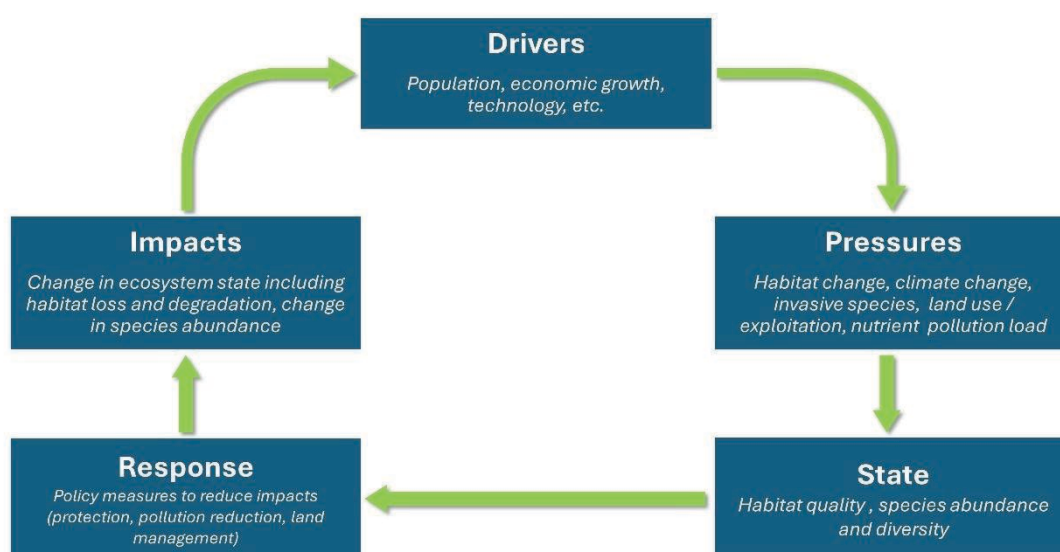 Drivers
Population, economic growth,
technology, etc.
Impacts
Change in ecosystem state including
habitat loss and degradation, change
in species abundance
Pressures
Habitat change, climate change,
invasive species, land use /
exploitation, nutrient pollution load
Response
Policy measures to reduce impacts
(protection, pollution reduction, land
management)
State
Habitat quality , species abundance
and diversity